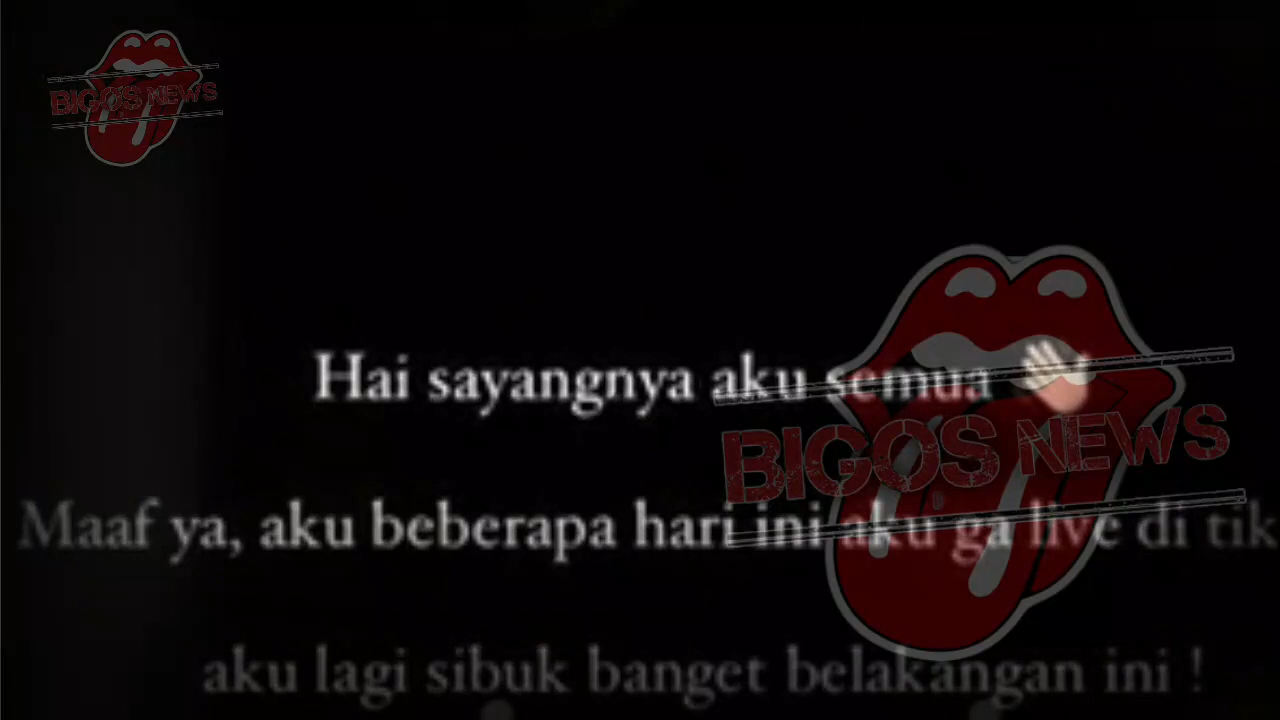 BIGOS NEWS
Hai sayangnya aku semua 👋
BIGOS NEWS
Maaf ya, aku beberapa hari ini aku ga live di tik
aku lagi sibuk banget belakangan ini !